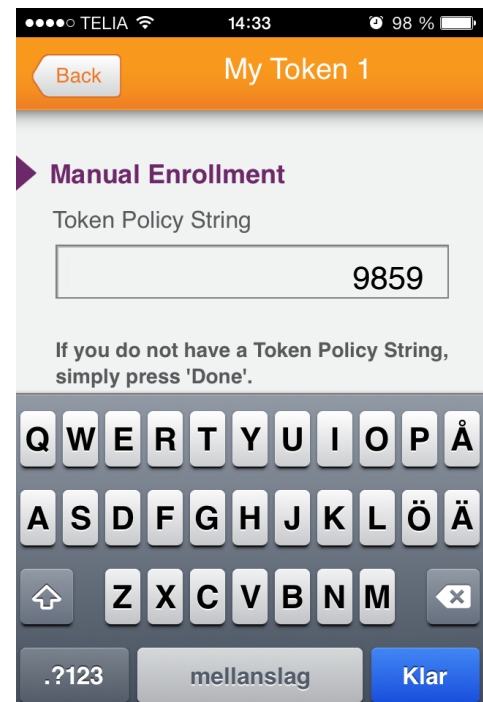 TELIA 14:33 98 %
Back My Token 1
Manual Enrollment
Token Policy String
9859
If you do not have a Token Policy String,
simply press 'Done'.
Q W E R T Y U I O P Å
A S D F G H J K L Ö Ä
Z X C V B N M
.?123 mellanslag Klar